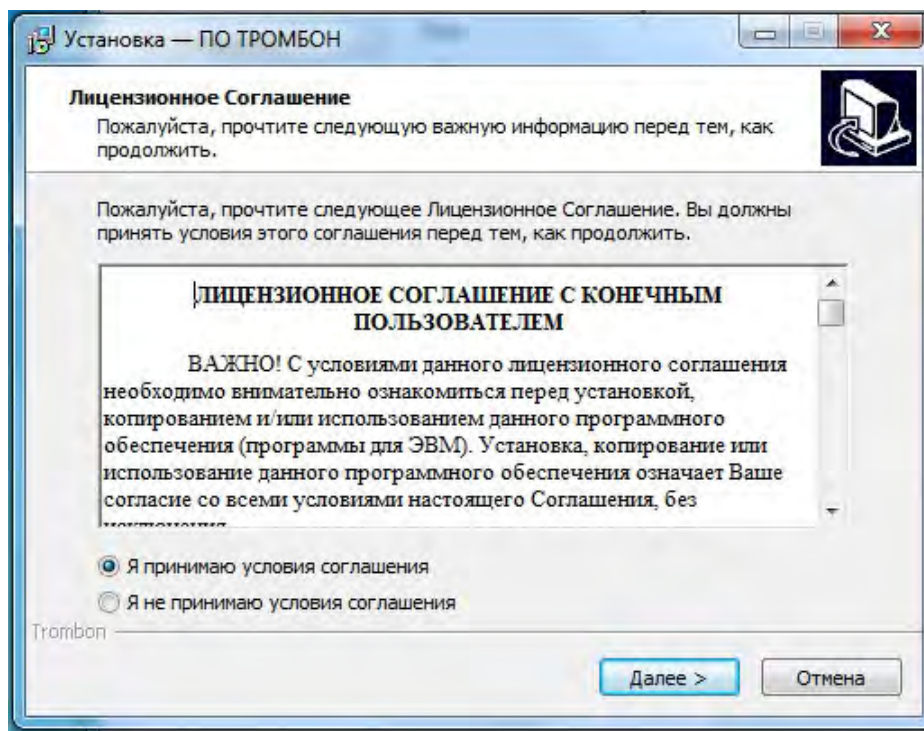 Установка — ПО ТРОМБОН
Лицензионное Соглашение
Пожалуйста, прочтите следующую важную информацию перед тем, как
продолжить.
Пожалуйста, прочтите следующее Лицензионное Соглашение. Вы должны
принять условия этого соглашения перед тем, как продолжить.
ЛИЦЕНЗИОННОЕ СОГЛАШЕНИЕ С КОНЕЧНЫМ
ПОЛЬЗОВАТЕЛЕМ
ВАЖНО! С условиями данного лицензионного соглашения
необходимо внимательно ознакомиться перед установкой,
копированием и/или использованием данного программного
обеспечения (программы для ЭВМ). Установка, копирование или
использование данного программного обеспечения означает Ваше
согласие со всеми условиями настоящего Соглашения, без
Я принимаю условия соглашения
Я не принимаю условия соглашения
Trombon
Далее >
Отмена